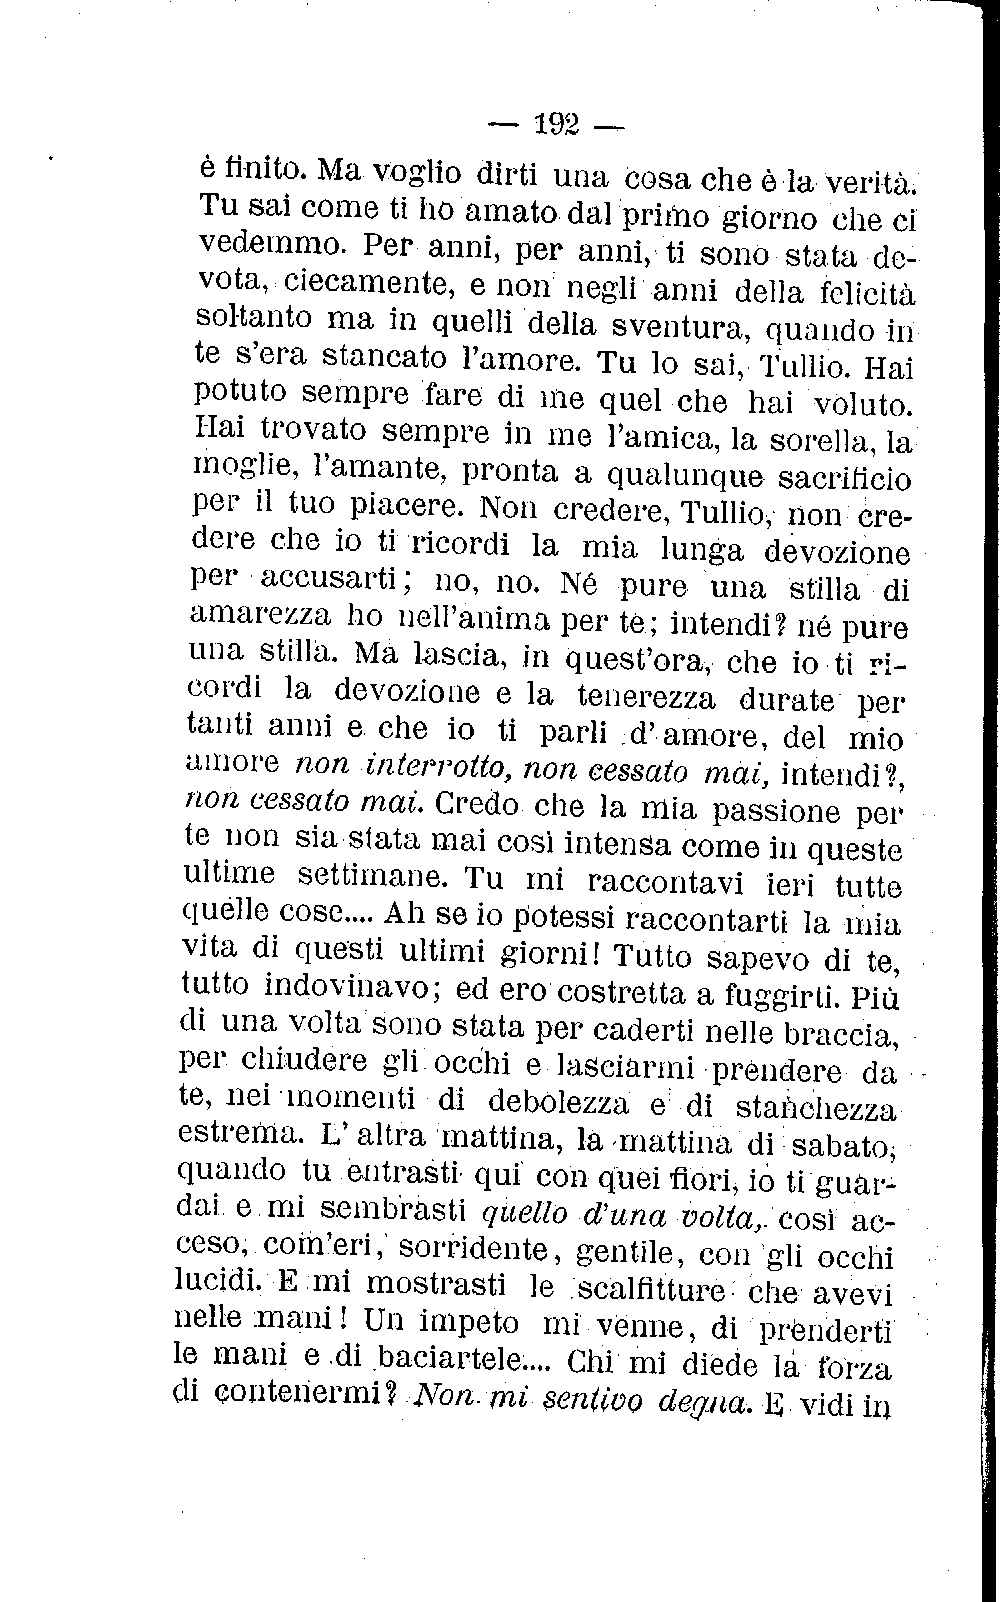 — 192 —
è finito. Ma voglio dirti una cosa che è la verità.
Tu sai come ti ho amato dal primo giorno che ci
vedemmo. Per anni, per anni, ti sono stata de-
vota, ciecamente, e non negli anni della felicità
soltanto ma in quelli della sventura, quando in
te s'era stancato l'amore. Tu lo sai, Tullio. Hai
potuto sempre fare di me quel che hai voluto.
Hai trovato sempre in me l'amica, la sorella, la
moglie, l'amante, pronta a qualunque sacrificio
per il tuo piacere. Non credere, Tullio, non cre-
dere che io ti ricordi la mia lunga devozione
per accusarti; no, no. Né pure una stilla di
amarezza ho nell'anima per te; intendi? né pure
una stilla. Ma lascia, in quest'ora, che io ti ri-
cordi la devozione e la tenerezza durate per
tanti anni e che io ti parli d' amore, del mio
amore non interrotto, non cessato mai, intendi?,
non cessato mai. Credo che la mia passione per
te non sia stata mai così intensa come in queste
ultime settimane. Tu mi raccontavi ieri tutte
quelle cose.... Ah se io potessi raccontarti la mia
vita di questi ultimi giorni! Tutto sapevo di te,
tutto indovinavo; ed ero costretta a fuggirti. Più
di una volta sono stata per caderti nelle braccia,
per chiudere gli occhi e lasciarmi prendere da
te, nei momenti di debolezza e di stanchezza
estrema. L' altra mattina, la mattina di sabato,
quando tu entrasti qui con quei fiori, io ti guar-
dai e mi sembrasti quello d'una volta, così ac-
ceso, com'eri, sorridente, gentile, con gli occhi
lucidi. E mi mostrasti le scalfitture che avevi
nelle mani! Un impeto mi venne, di prenderti
le mani e di baciartele.... Chi mi diede la forza
di contenermi? Non mi sentivo degna. E vidi in